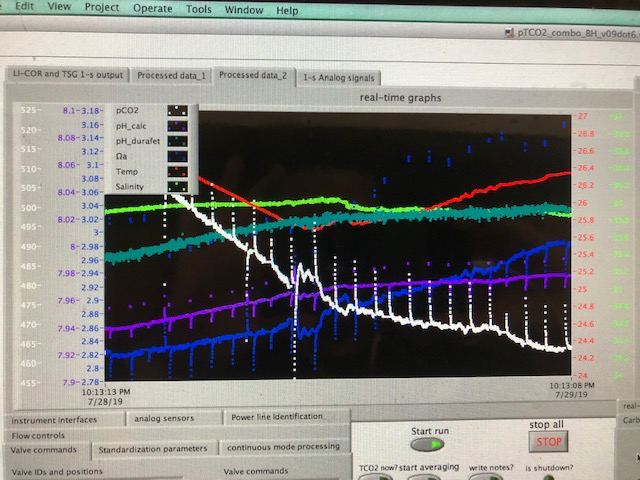 Edit View Project Operate Tools Window Help
pTCO2_combo_8H_v09dot6.v
LI-COR and TSG 1-s output Processed data_1 Processed data_2 1-s Analog signals
real-time graphs
pCO2
pH_calc
pH_durafet
Ωa
Temp
Salinity
525-
520-
515-
510-
505-
500-
495-
490-
485-
480-
475-
470-
465-
460-
455-
8.1-
8.08-
8.06-
8.04-
8.02-
8-
7.98-
7.96-
7.94-
7.92-
7.9-
3.18-
3.16-
3.14-
3.12-
3.1-
3.08-
3.06-
3.04-
3.02-
3-
2.98-
2.96-
2.94-
2.92-
2.9-
2.88-
2.86-
2.84-
2.82-
2.8-
2.78-
-27
-26.8
-26.6
-26.4
-26.2
-26
-25.8
-25.6
-25.4
-25.2
-25
-24.8
-24.6
-24.4
-24.2
-24
10:13:13 PM
7/28/19
10:13:08 PM
7/29/19
instrument interfaces analog sensors Power line Identification
Flow controls
Valve commands Standardization parameters continuous mode processing
Valve IDs and positions Valve commands
Start run
stop all
STOP
TCO2 now? start averaging write notes? is shutdown?
real-
Carb